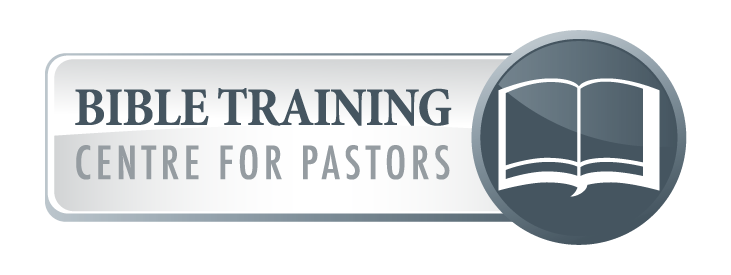 BIBLE TRAINING
CENTRE FOR PASTORS